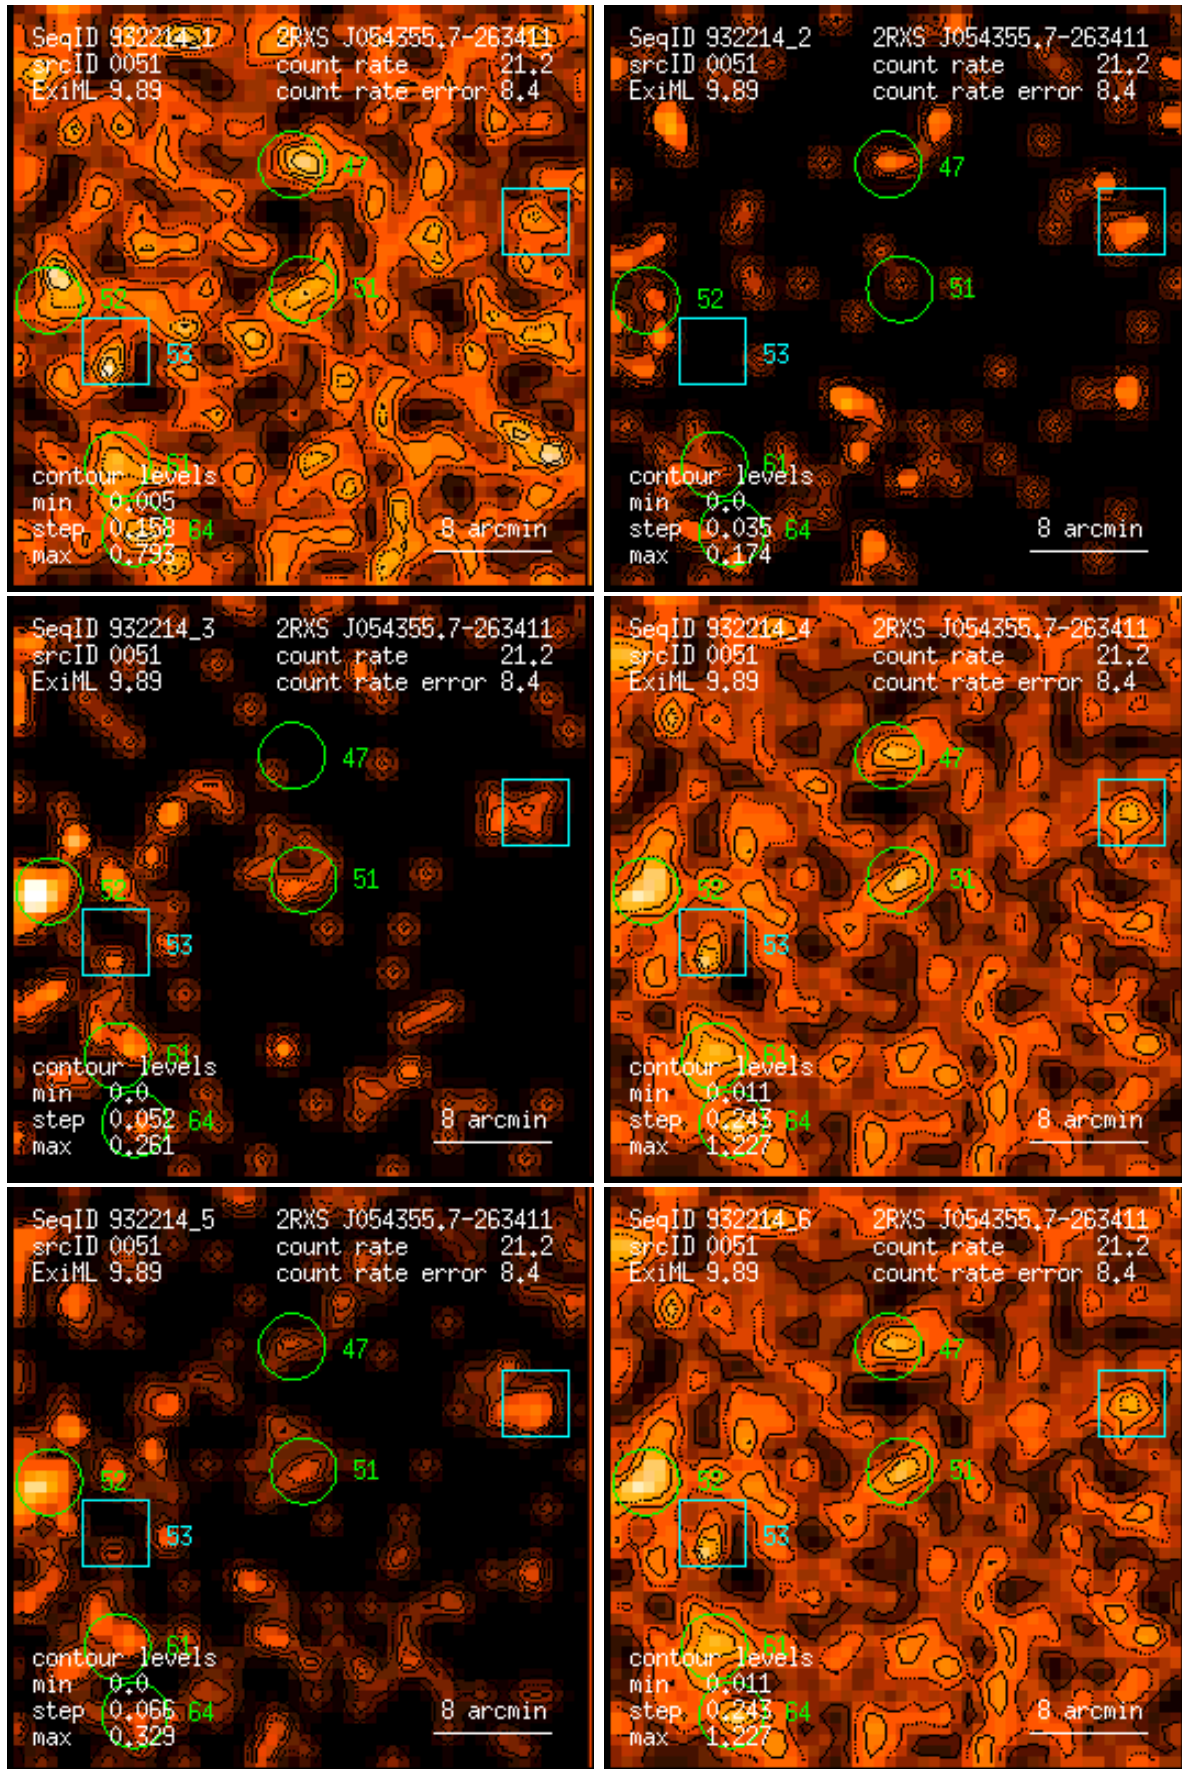 SeqID 932214_1 2RXS J054355.7-263411
srcID 0051 count rate 21.2
ExiML 9.89 count rate error 8.4
47
51
52
53
61
contour levels
min 0.005
step 0.158 64 8 arcmin
max 0.793
SeqID 932214_2 2RXS J054355.7-263411
srcID 0051 count rate 21.2
ExiML 9.89 count rate error 8.4
47
51
52
53
61
contour levels
min 0.0
step 0.035 64 8 arcmin
max 0.174
SeqID 932214_3 2RXS J054355.7-263411
srcID 0051 count rate 21.2
ExiML 9.89 count rate error 8.4
47
51
52
53
61
contour levels
min 0.0
step 0.052 64 8 arcmin
max 0.261
SeqID 932214_4 2RXS J054355.7-263411
srcID 0051 count rate 21.2
ExiML 9.89 count rate error 8.4
47
51
52
53
61
contour levels
min 0.011
step 0.243 64 8 arcmin
max 1.227
SeqID 932214_5 2RXS J054355.7-263411
srcID 0051 count rate 21.2
ExiML 9.89 count rate error 8.4
47
51
52
53
61
contour levels
min 0.0
step 0.066 64 8 arcmin
max 0.329
SeqID 932214_6 2RXS J054355.7-263411
srcID 0051 count rate 21.2
ExiML 9.89 count rate error 8.4
47
51
52
53
61
contour levels
min 0.011
step 0.243 64 8 arcmin
max 1.227